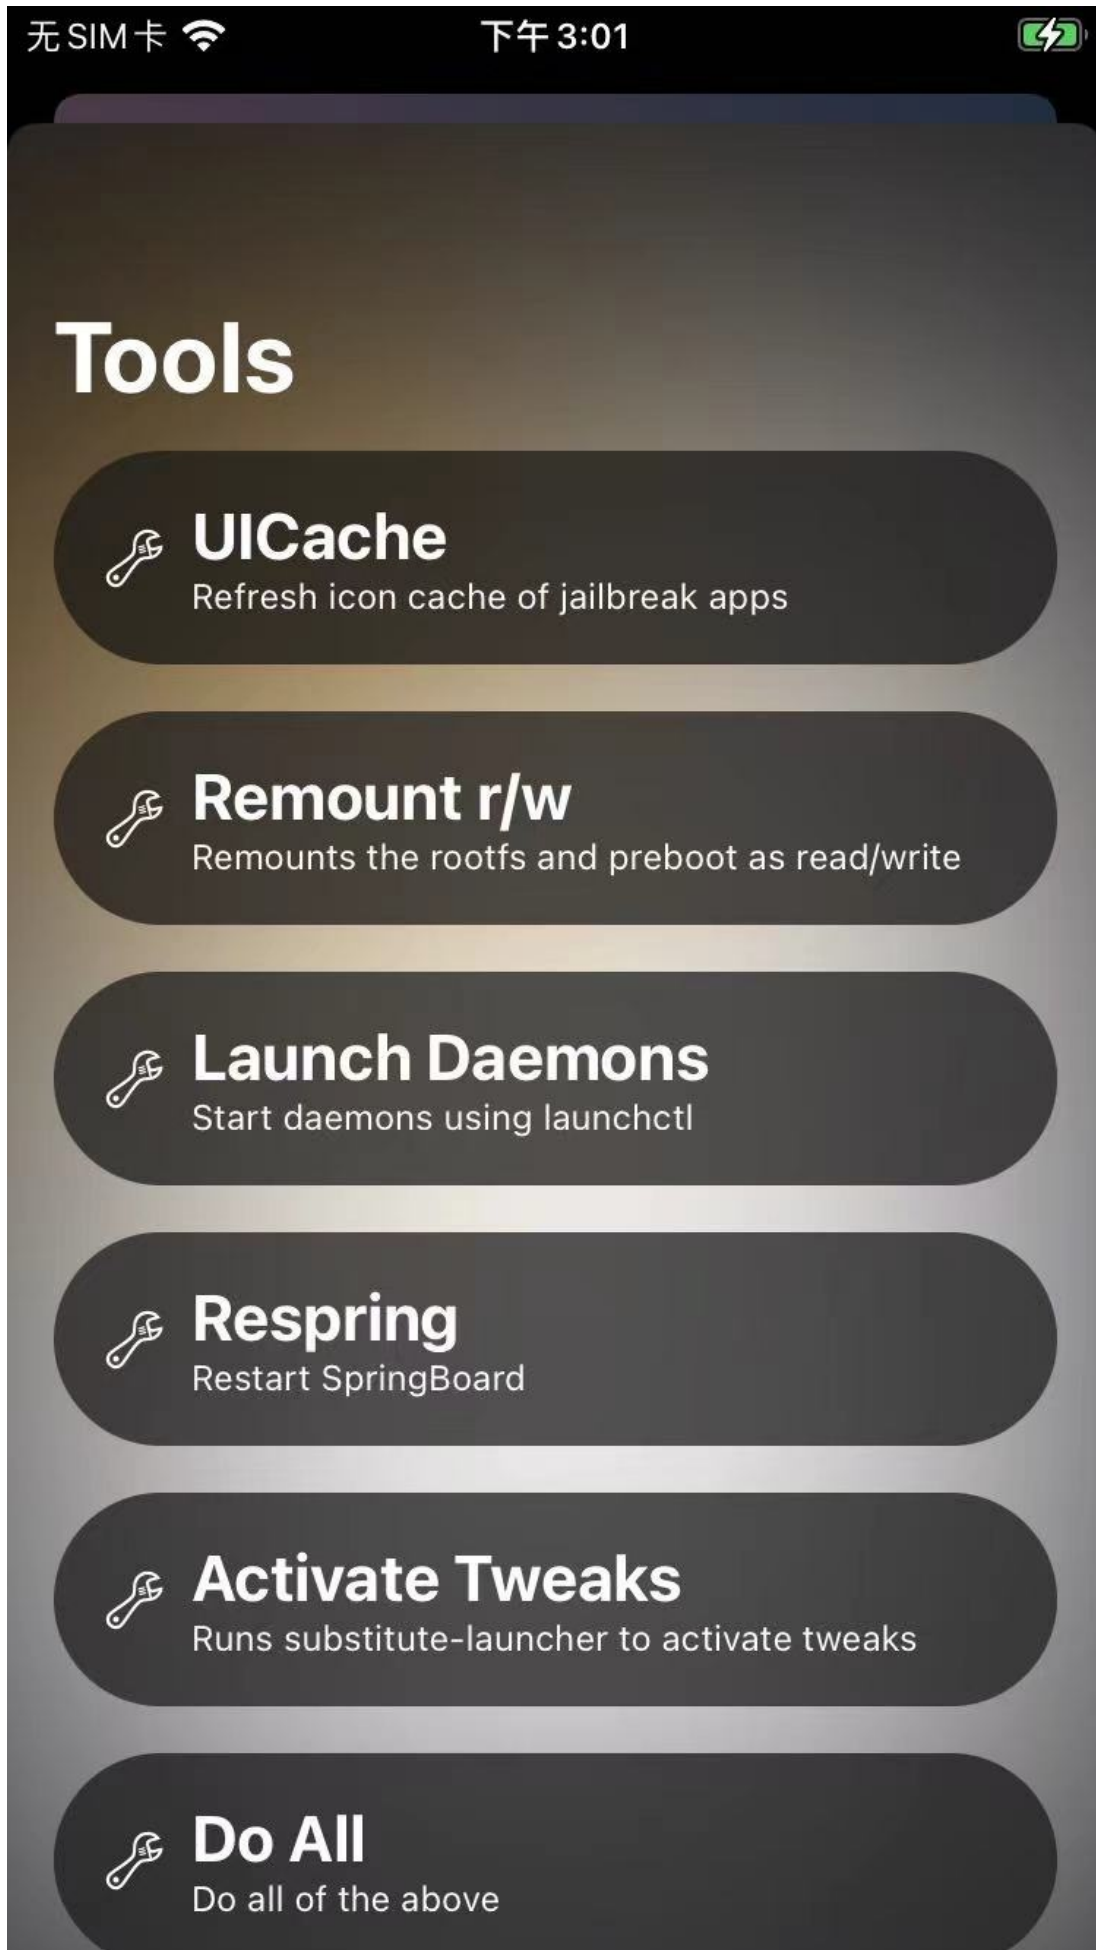 无SIM卡 下午3:01
Tools
UICache
Refresh icon cache of jailbreak apps
Remount r/w
Remounts the rootfs and preboot as read/write
Launch Daemons
Start daemons using launchctl
Respring
Restart SpringBoard
Activate Tweaks
Runs substitute-launcher to activate tweaks
Do All
Do all of the above